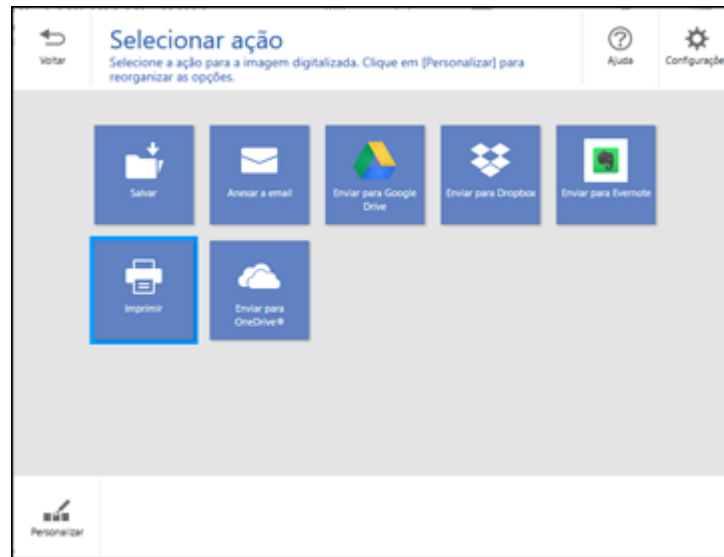 Selecionar ação
Voltar
Selecione a ação para a imagem digitalizada. Clique em [Personalizar] para
reorganizar as opções.
Ajuda
Configuraçõe
Salvar
Anexar a email
Enviar para Google
Drive
Enviar para Dropbox
Enviar para Evernote
Imprimir
Enviar para
OneDrive®
Personalizar